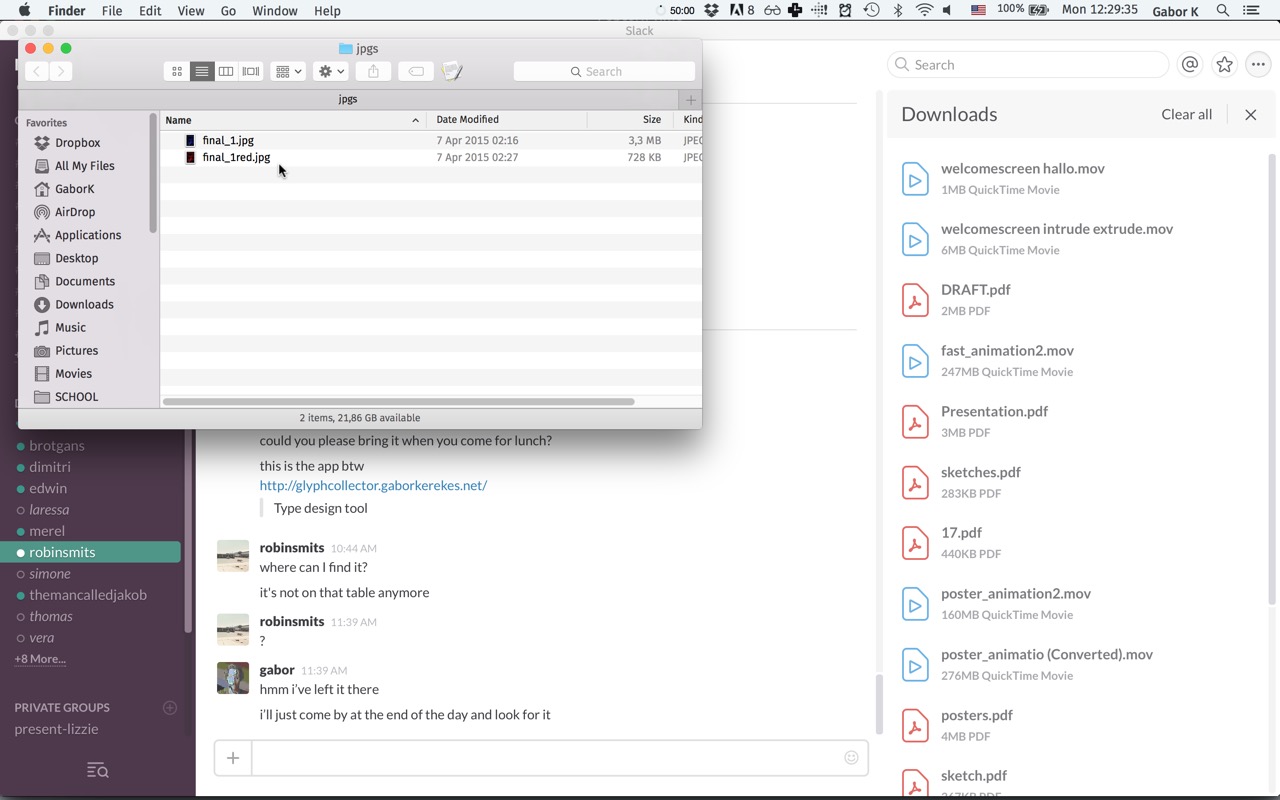 Finder File Edit View Go Window Help
50:00
8
100%
Mon 12:29:35
Gabor K
Slack
jpgs
Search
jpgs
Name
Date Modified
Size
Kind
final_1.jpg
7 Apr 2015 02:16
3,3 MB
JPEG
final_1red.jpg
7 Apr 2015 02:27
728 KB
JPEG
Favorites
Dropbox
All My Files
GaborK
AirDrop
Applications
Desktop
Documents
Downloads
Music
Pictures
Movies
SCHOOL
2 items, 21,86 GB available
brotgans
dimitri
edwin
laressa
merel
robinsmits
simone
themancalledjakob
thomas
vera
+8 More...
PRIVATE GROUPS
present-lizzie
could you please bring it when you come for lunch?
this is the app btw
http://glyphcollector.gaborkerekes.net/
Type design tool
robinsmits 10:44 AM
where can I find it?
it's not on that table anymore
robinsmits 11:39 AM
?
gabor 11:39 AM
hmm i've left it there
i'll just come by at the end of the day and look for it
Search
Downloads
Clear all
welcomescreen hallo.mov
1MB QuickTime Movie
welcomescreen intrude extrude.mov
6MB QuickTime Movie
DRAFT.pdf
2MB PDF
fast_animation2.mov
247MB QuickTime Movie
Presentation.pdf
3MB PDF
sketches.pdf
283KB PDF
17.pdf
440KB PDF
poster_animation2.mov
160MB QuickTime Movie
poster_animatio (Converted).mov
276MB QuickTime Movie
posters.pdf
4MB PDF
sketch.pdf